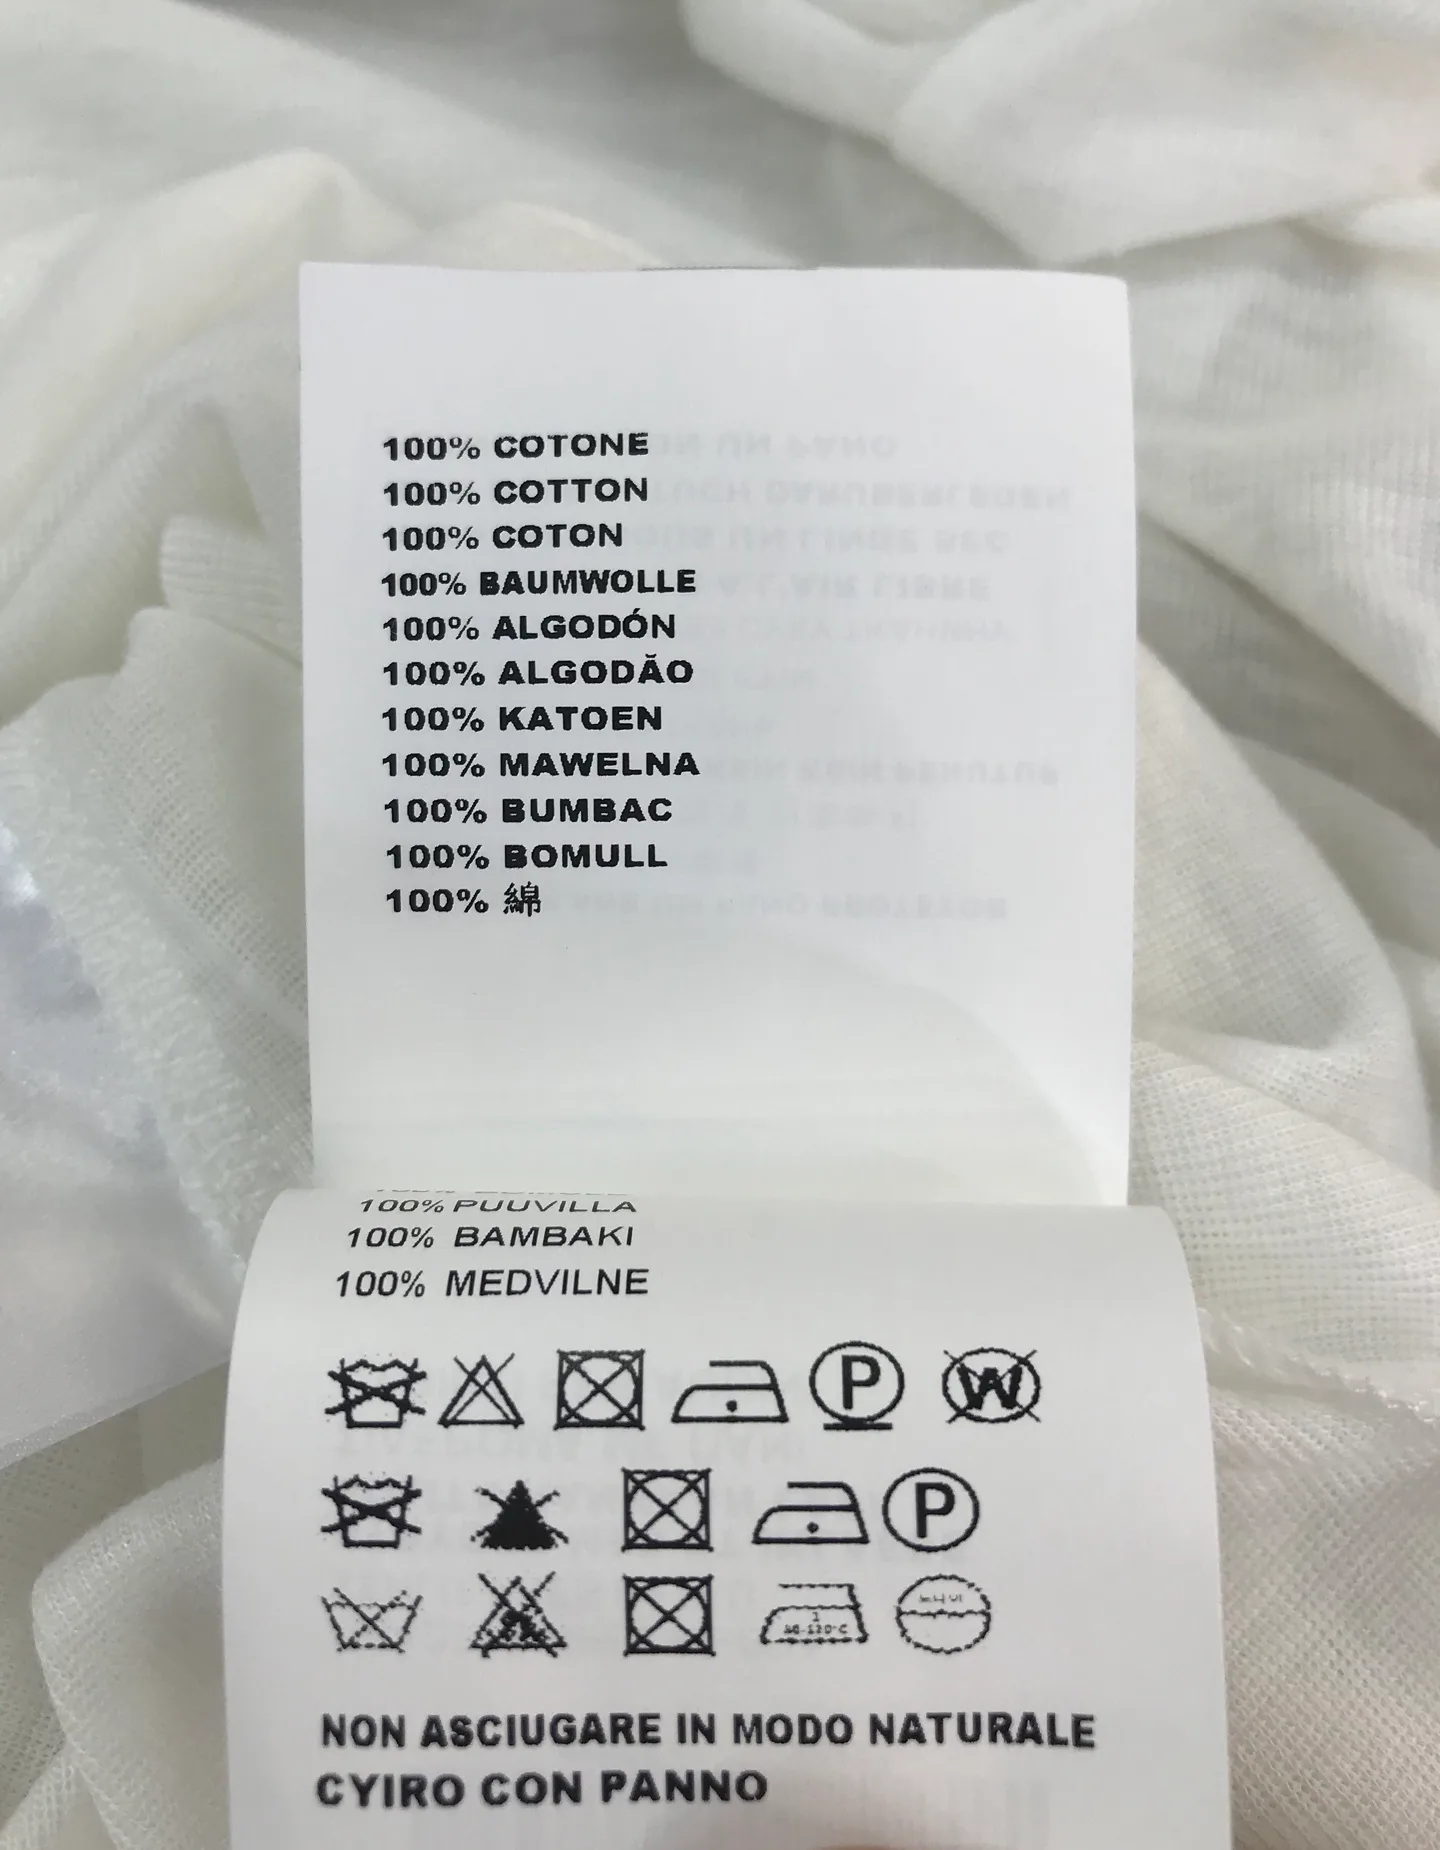 100% COTONE
100% COTTON
100% COTON
100% BAUMWOLLE
100% ALGODÓN
100% ALGODĂO
100% KATOEN
100% MAWELNA
100% BUMBAC
100% BOMULL
100% 綿
100% PUUVILLA
100% BAMBAKI
100% MEDVILNE
P W
P
NON ASCIUGARE IN MODO NATURALE
CYIRO CON PANNO